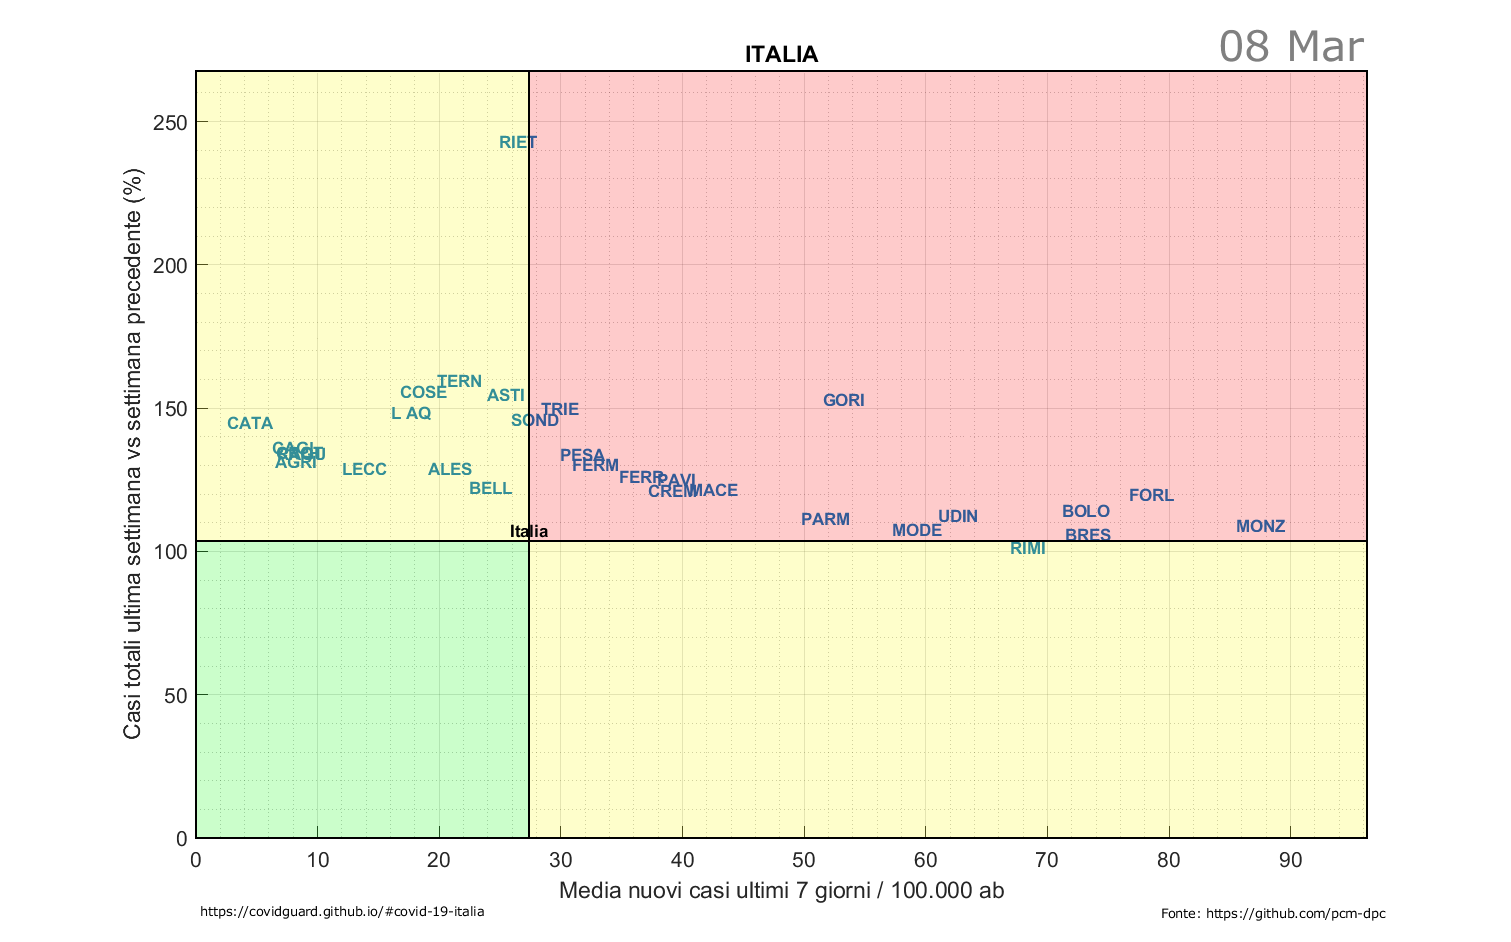 08 Mar
ITALIA
Casi totali ultima settimana vs settimana precedente (%)
250
200
150
100
50
0
RIET
TERN
COSE
ASTI
GORI
TRIE
L AQ
SOND
CATA
CAGL
PESA
AGRI
FERM
LECC
ALES
FERR
PAVI
BELL
CREM
MACE
FORL
PARM
UDIN
BOLO
MODE
MONZ
Italia
BRES
RIMI
0 10 20 30 40 50 60 70 80 90
Media nuovi casi ultimi 7 giorni / 100.000 ab
https://covidguard.github.io/#covid-19-italia
Fonte: https://github.com/pcm-dpc